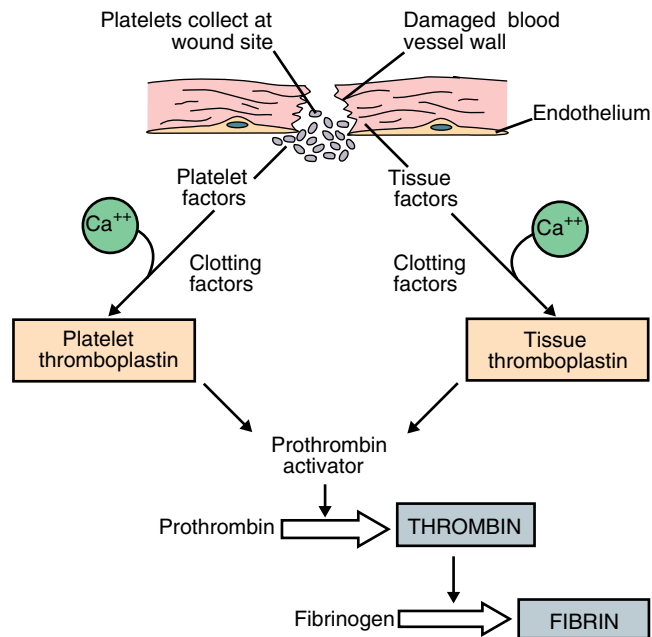 Platelets collect at
wound site
Damaged blood
vessel wall
Endothelium
Platelet
factors
Tissue
factors
Ca++
Ca++
Clotting
factors
Clotting
factors
Platelet
thromboplastin
Tissue
thromboplastin
Prothrombin
activator
Prothrombin
THROMBIN
Fibrinogen
FIBRIN